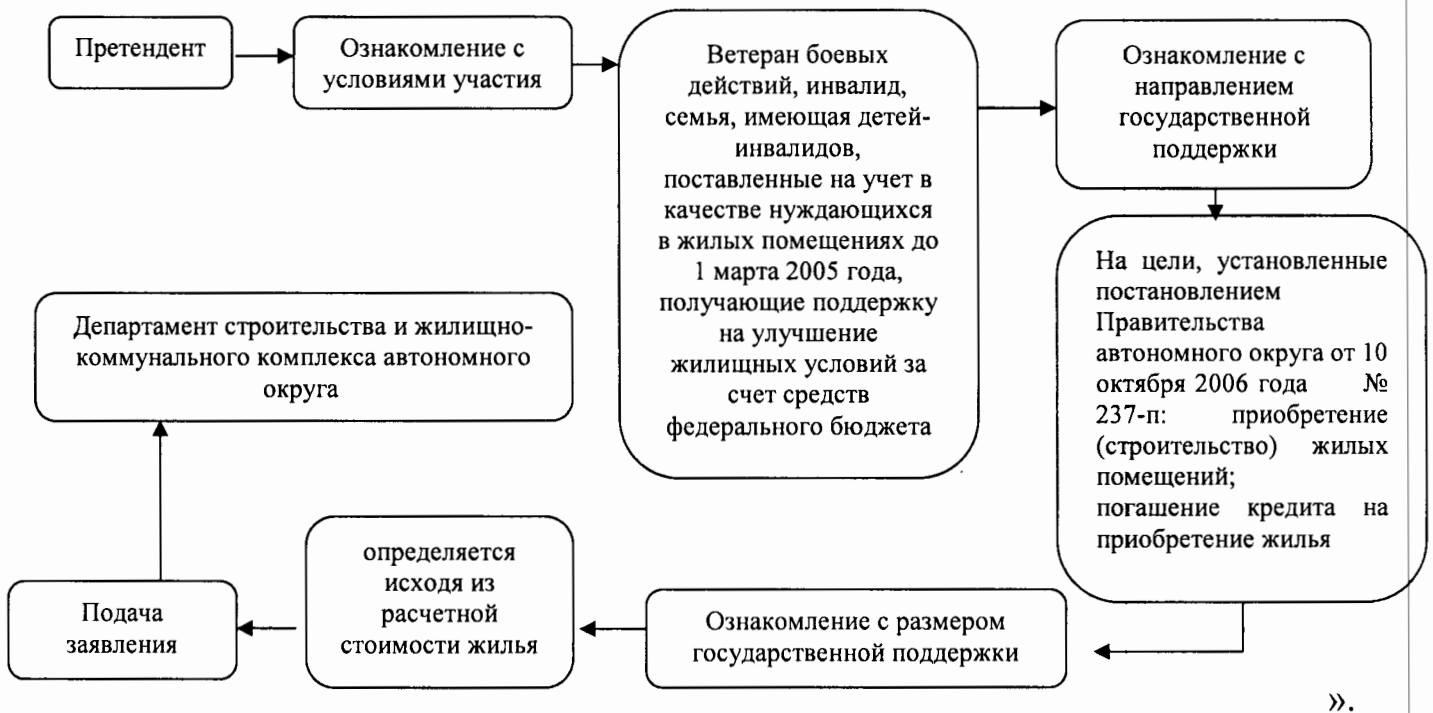 Претендент
Ознакомление с
условиями участия
Ветеран боевых
действий, инвалид,
семья, имеющая детей-
инвалидов,
поставленные на учет в
качестве нуждающихся
в жилых помещениях до
1 марта 2005 года,
получающие поддержку
на улучшение
жилищных условий за
счет средств
федерального бюджета
Ознакомление с
направлением
государственной
поддержки
На цели, установленные
постановлением
Правительства
автономного округа от 10
октября 2006 года №
237-п: приобретение
(строительство) жилых
помещений;
погашение кредита на
приобретение жилья
Ознакомление с размером
государственной поддержки
определяется
исходя из
расчетной
стоимости жилья
Подача
заявления
Департамент строительства и жилищно-
коммунального комплекса автономного
округа
».